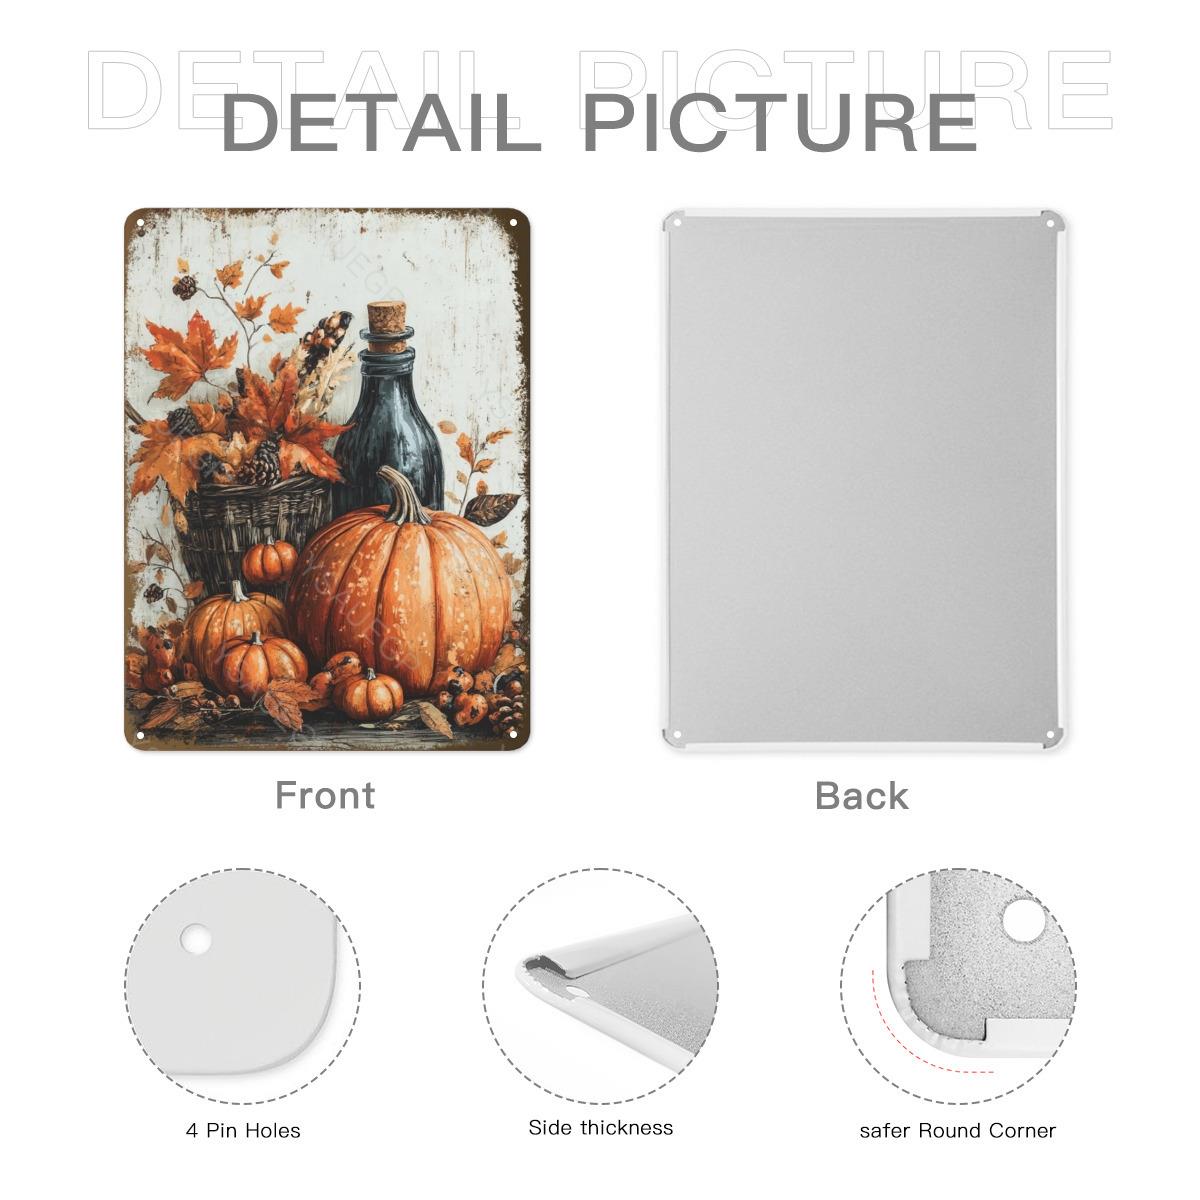 DETAIL PICTURE
DETAIL PICTURE
Front
Back
4 Pin Holes
Side thickness
safer Round Corner